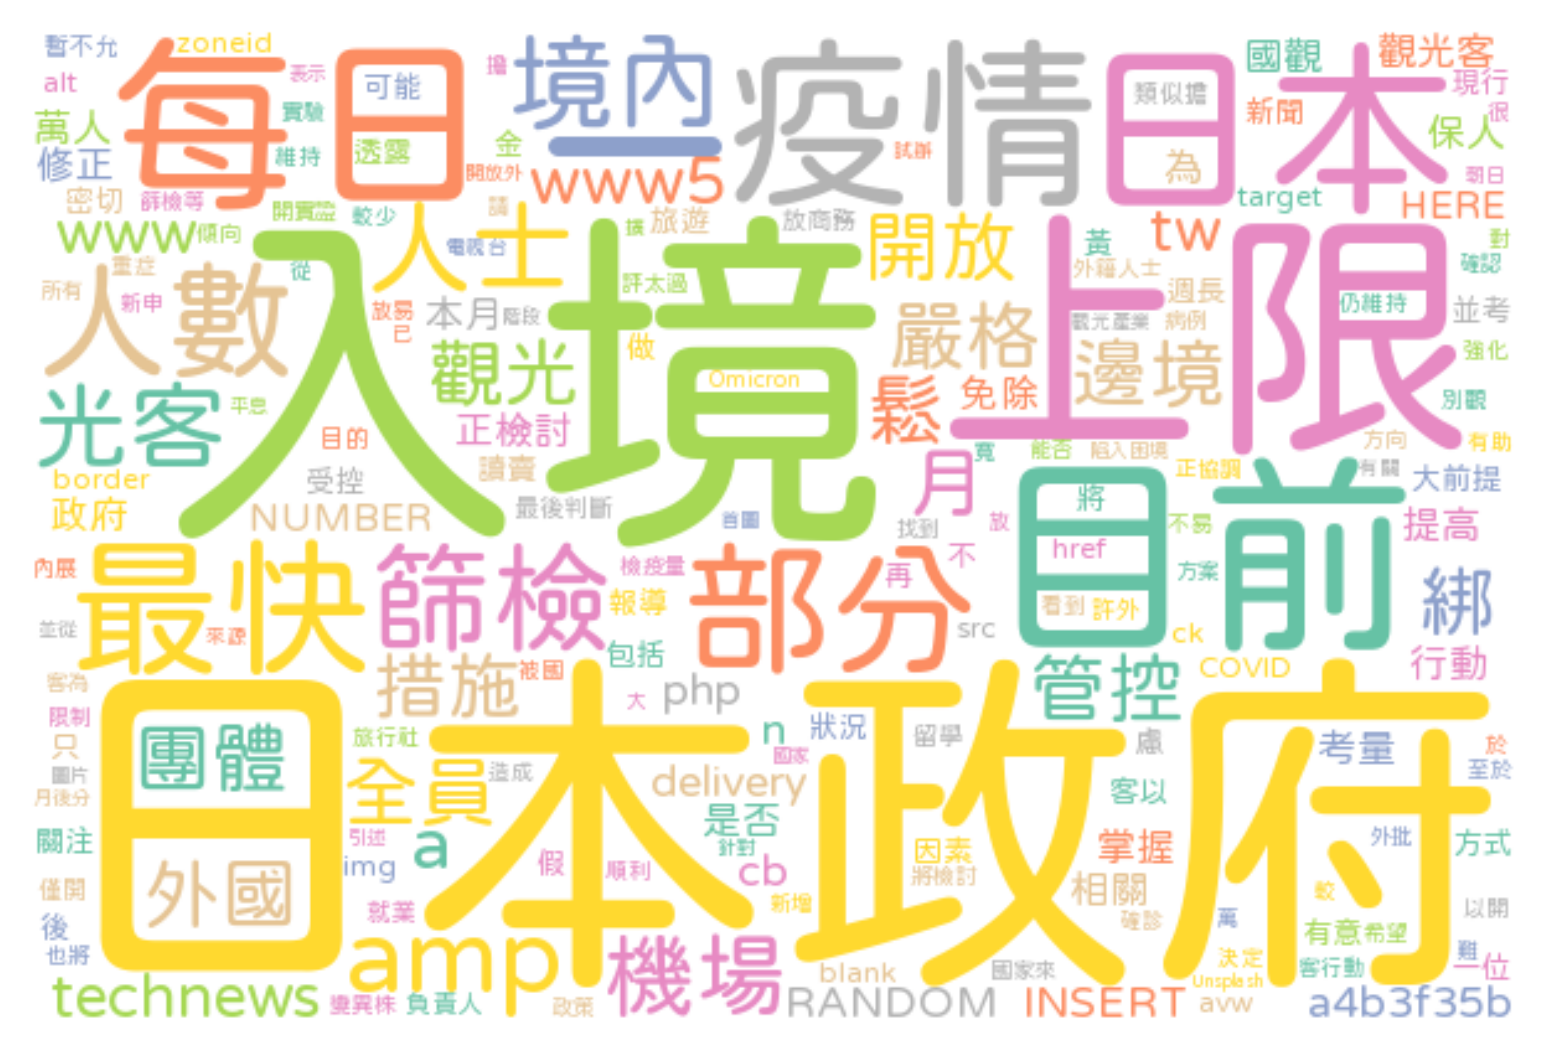 暫不允
zoneid
表示
每日
可能
擔
境內
疫情
日本
類似擔
國觀
觀光客
alt
實驗
現行
很
萬人
透露
維持
金
一
試辦
新聞
保人
修正
開放外
www5
為
朝日
密切
篩檢等
target
HERE
開實證
較少
人士
請
旅遊
放商務
tw
www
傾向
電視台
擴
開放
黃
上限
對
重症
從
入境
外籍人士
確認
所有
新申
人數
評太過
週長
仍維持
放易
已
本月
階段
嚴格
觀光產業
病例
並考
觀光
做
邊境
強化
Omicron
光客
平息
鬆
免除
別觀
目的
正檢討
方向
有助
border
受控
讀賣
寬
能否
陷入困境
正協調
有關
大前提
政府
NUMBER
最後判斷
首圖
月
找到
放
目前
將
不易
提高
內展
最快
篩檢
檢疫量
部分
再
不
href
方案
綁
並從
來源
報導
看到
許外
src
ck
包括
行動
客為
措施
被國
管控
COVID
限制
大
php
日本政府
只
團體
旅行社
n
狀況
留學
慮
考量
於
圖片
國家
至於
月後分
全員
造成
delivery
客以
關注
引述
a
是否
針對
因素
掌握
外批
方式
外國
img
假
順利
cb
將檢討
相關
較
僅開
就業
新增
確診
萬
以開
後
有意
希望
也將
amp
機場
blank
國家來
決定
客行動
難
一位
technews
變異株
負責人
政策
RANDOM
INSERT
Unsplash
avw
a4b3f35b